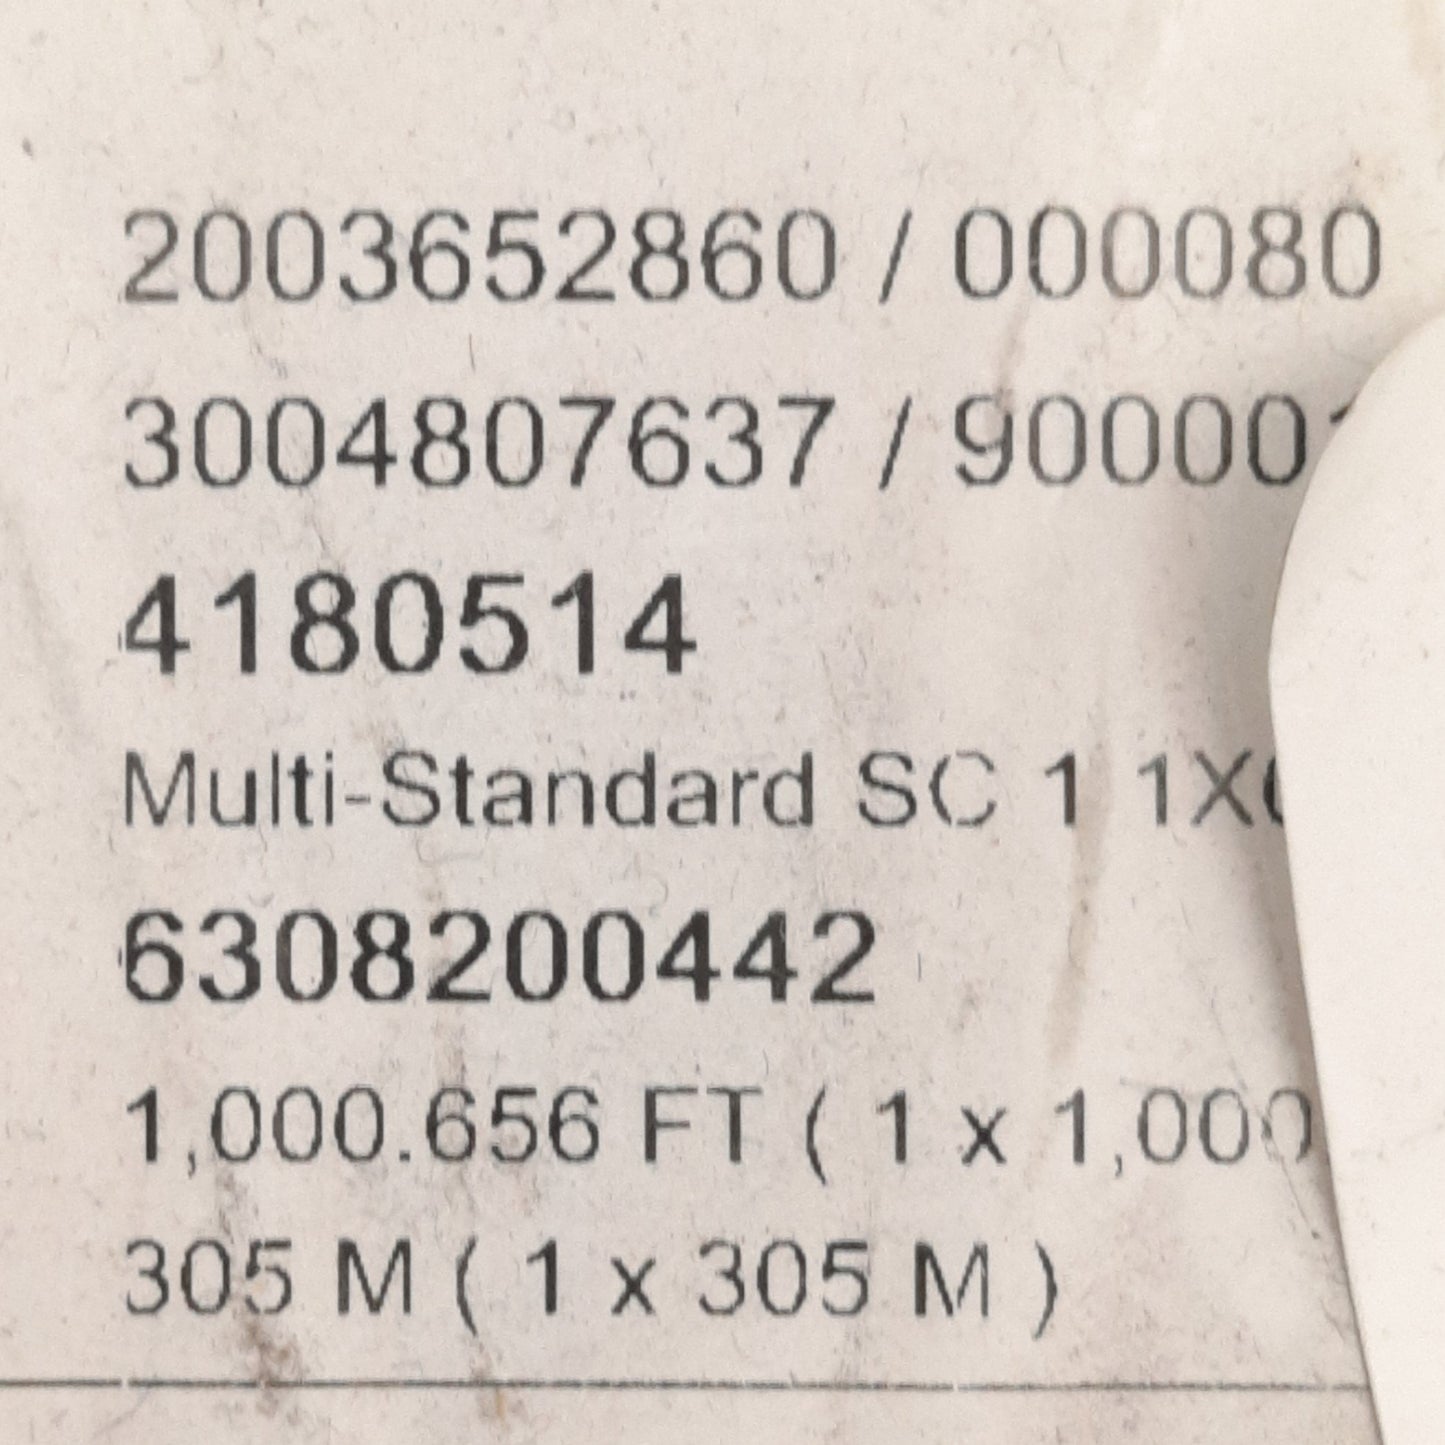 2003652860 / 000080
3004807637 / 90000
4180514
Multi-Standard SC 1 1X
6308200442
1,000.656 FT ( 1 x 1,000
305 M ( 1 x 305 M )